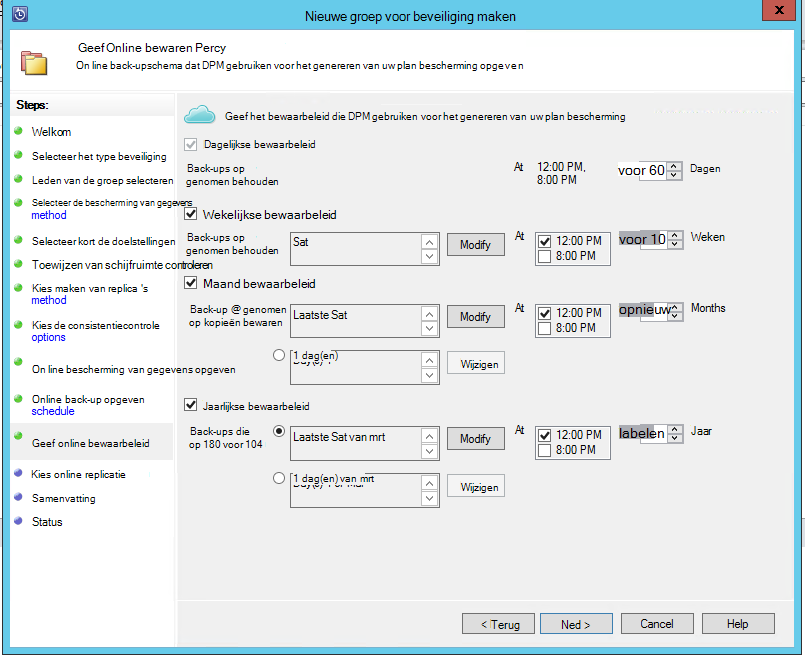 Nieuwe groep voor beveiliging maken
x
Geef Online bewaren Percy
On line back-upschema dat DPM gebruiken voor het genereren van uw plan bescherming opgeven
Steps:
Welkom
Selecteer het type beveiliging
Leden van de groep selecteren
Selecteer de bescherming van gegevens
method
Selecteer kort de doelstellingen
Toewijzen van schijfruimte controleren
Kies maken van replica 's
method
Kies de consistentiecontrole
options
On line bescherming van gegevens opgeven
Online back-up opgeven
schedule
Geef online bewaarbeleid
Kies online replicatie
Samenvatting
Status
Geef het bewaarbeleid die DPM gebruiken voor het genereren van uw plan bescherming
Dagelijkse bewaarbeleid
Back-ups op
genomen behouden
At
12:00 PM,
8:00 PM
voor 60
Dagen
Wekelijkse bewaarbeleid
Back-ups op
genomen behouden
Sat
Modify
At
12:00 PM
8:00 PM
voor 10
Weken
Maand bewaarbeleid
Back-up @ genomen
op kopieën bewaren
Laatste Sat
Modify
At
12:00 PM
8:00 PM
opnieuw
Months
1 dag(en)
Wijzigen
Jaarlijkse bewaarbeleid
Back-ups die
op 180 voor 104
Laatste Sat van mrt
Modify
At
12:00 PM
8:00 PM
labelen
Jaar
1 dag(en) van mrt
Wijzigen
< Terug
Ned >
Cancel
Help